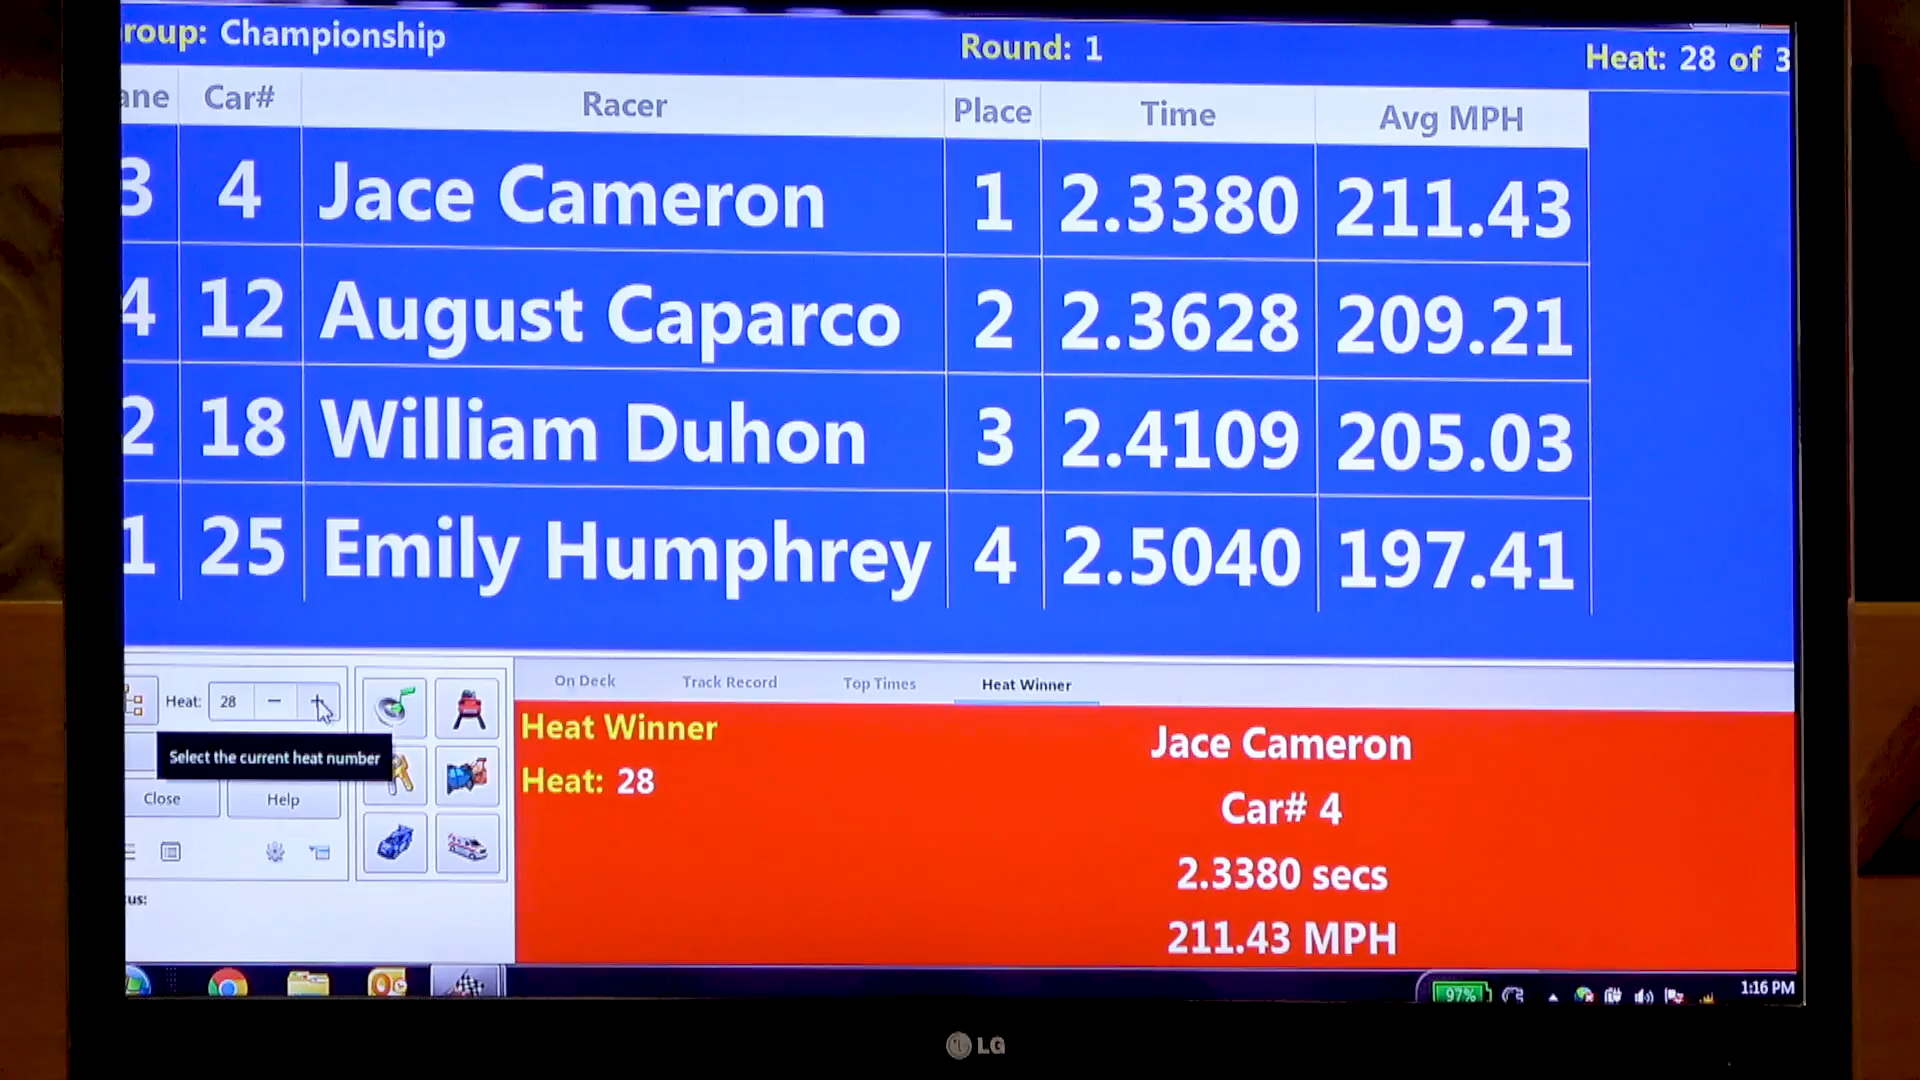 roup: Championship Round: 1 Heat: 28 of 3
ane Car# Racer Place Time Avg MPH
3 4 Jace Cameron 1 2.3380 211.43
4 12 August Caparco 2 2.3628 209.21
2 18 William Duhon 3 2.4109 205.03
1 25 Emily Humphrey 4 2.5040 197.41
Heat: 28 − +
Select the current heat number
Close Help
us:
On Deck Track Record Top Times Heat Winner
Heat Winner
Heat: 28
Jace Cameron
Car# 4
2.3380 secs
211.43 MPH
97% 1:16 PM
LG